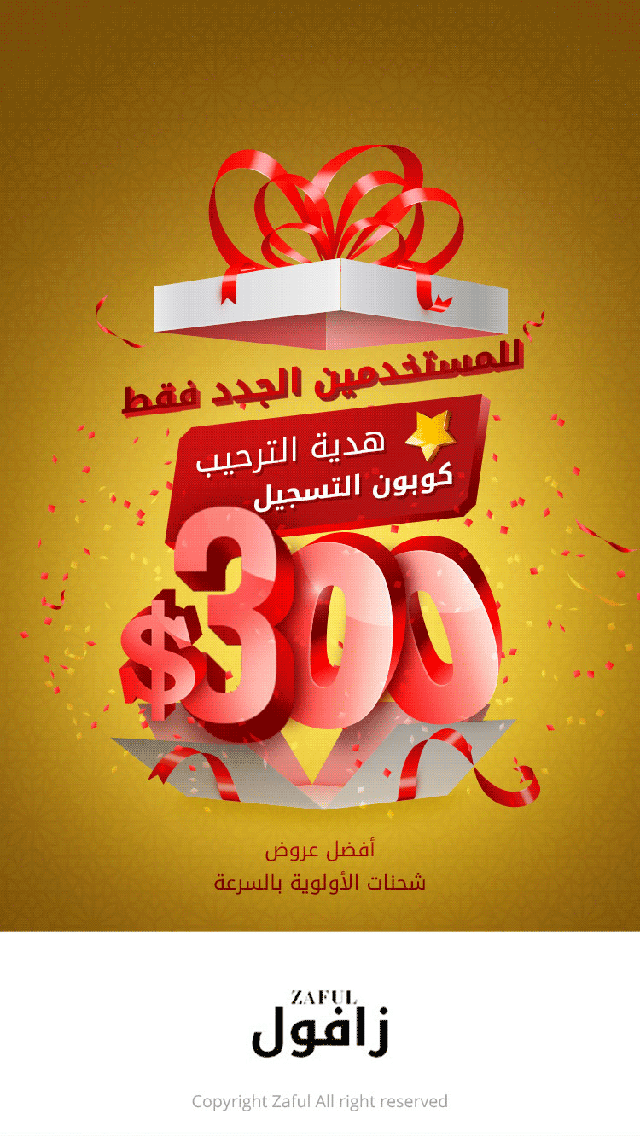 للمستخدمين الجدد فقط
هدية الترحيب
كوبون التسجيل
$300
أفضل عروض
شحنات الأولوية بالسرعة
ZAFUL
زافول
Copyright Zaful All right reserved